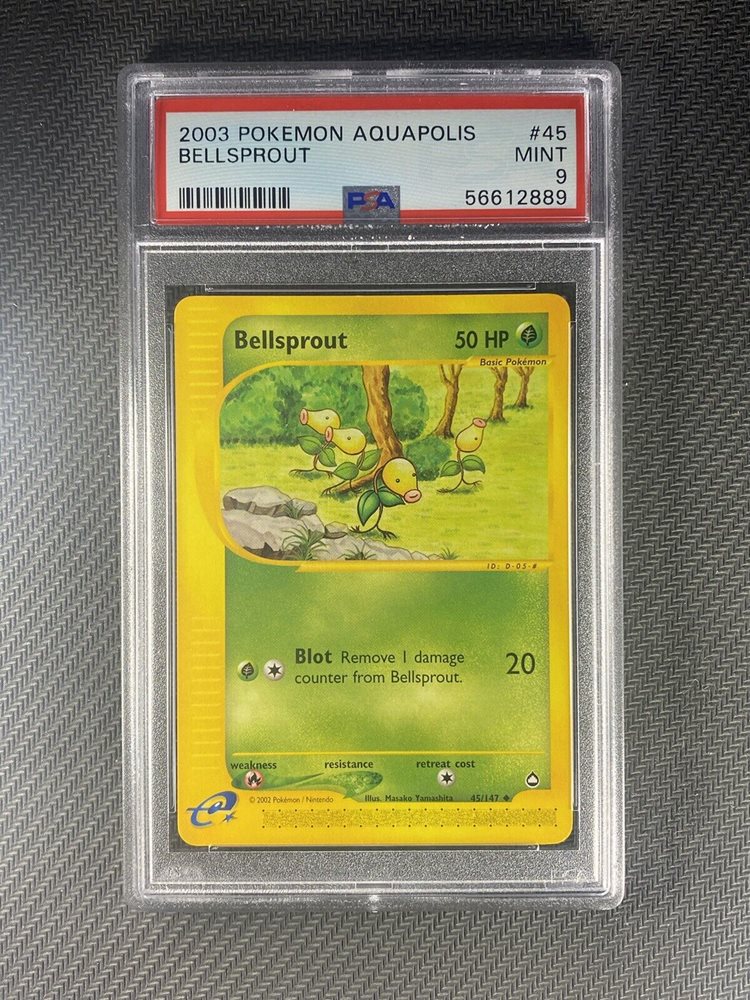 2003 POKEMON AQUAPOLIS #45
BELLSPROUT MINT
9
PSA 56612889
Bellsprout 50 HP
Basic Pokémon
ID: D-05-#
Blot Remove 1 damage 20
counter from Bellsprout.
weakness resistance retreat cost
© 2002 Pokémon / Nintendo Illus. Masako Yamashita 45/147
e